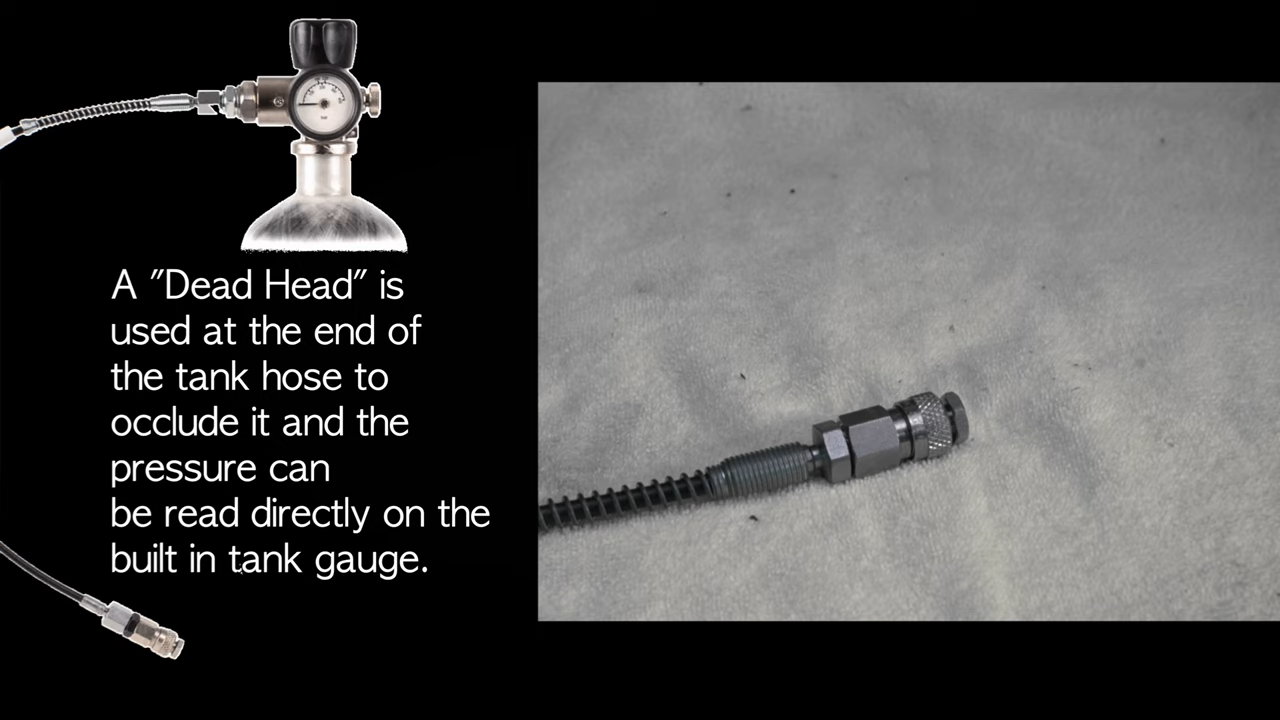 A "Dead Head" is
used at the end of
the tank hose to
occlude it and the
pressure can
be read directly on the
built in tank gauge.